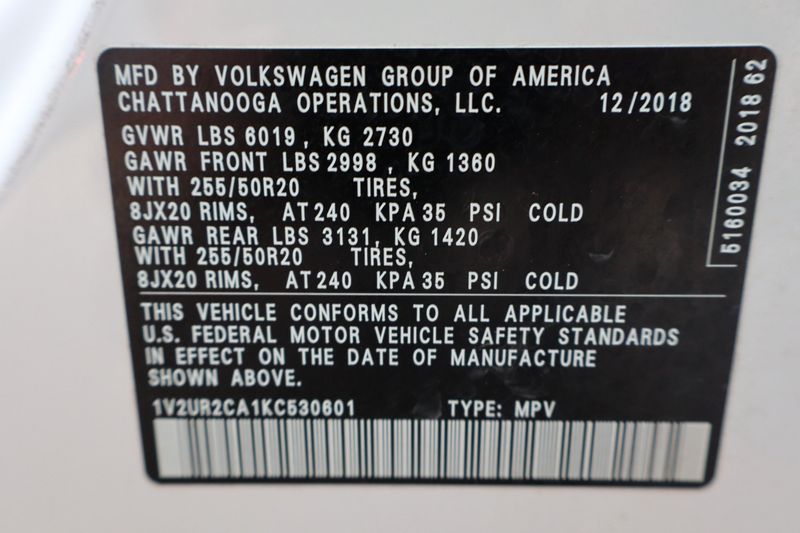 MFD BY VOLKSWAGEN GROUP OF AMERICA
CHATTANOOGA OPERATIONS, LLC. 12/2018
GVWR LBS 6019, KG 2730
GAWR FRONT LBS 2998, KG 1360
WITH 255/50R20 TIRES,
8JX20 RIMS, AT 240 KPA 35 PSI COLD
GAWR REAR LBS 3131, KG 1420
WITH 255/50R20 TIRES,
8JX20 RIMS, AT 240 KPA 35 PSI COLD
THIS VEHICLE CONFORMS TO ALL APPLICABLE
U.S. FEDERAL MOTOR VEHICLE SAFETY STANDARDS
IN EFFECT ON THE DATE OF MANUFACTURE
SHOWN ABOVE.
1V2UR2CA1KC530601 TYPE: MPV
5160034 2018 62